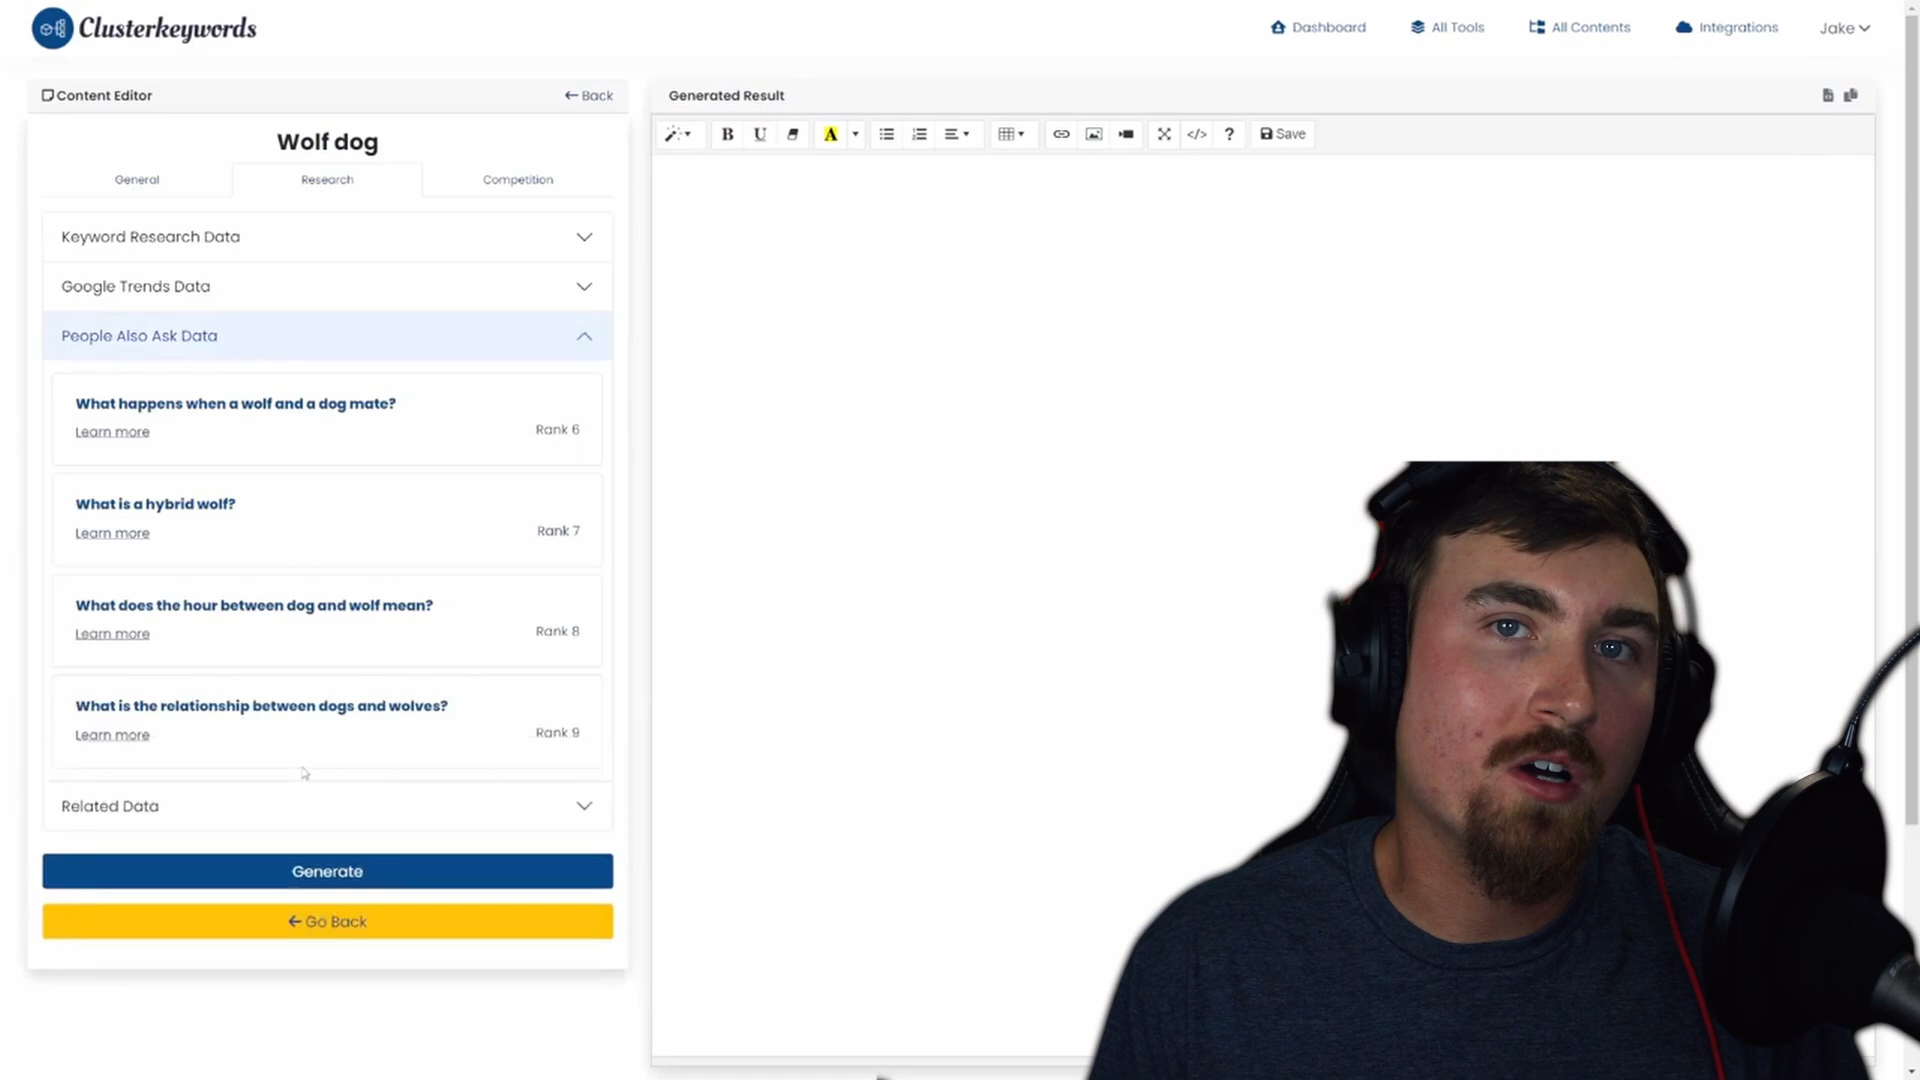 Clusterkeywords
Dashboard
All Tools
All Contents
Integrations
Jake
Content Editor
Back
Wolf dog
General
Research
Competition
Keyword Research Data
Google Trends Data
People Also Ask Data
What happens when a wolf and a dog mate?
Learn more
Rank 6
What is a hybrid wolf?
Learn more
Rank 7
What does the hour between dog and wolf mean?
Learn more
Rank 8
What is the relationship between dogs and wolves?
Learn more
Rank 9
Related Data
Generate
Go Back
Generated Result
B U A </> ? Save